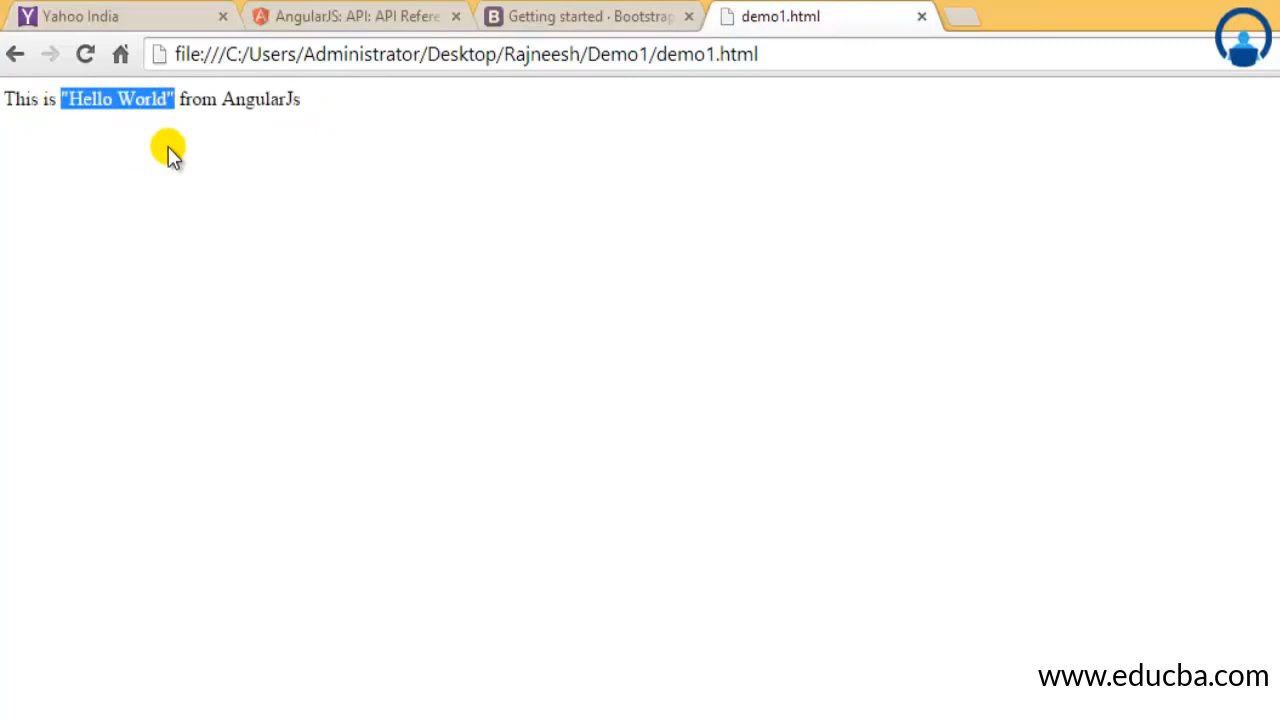 Yahoo India
AngularJS: API: API Refere
Getting started · Bootstrap
demo1.html
file:///C:/Users/Administrator/Desktop/Rajneesh/Demo1/demo1.html
This is "Hello World" from AngularJs
www.educba.com